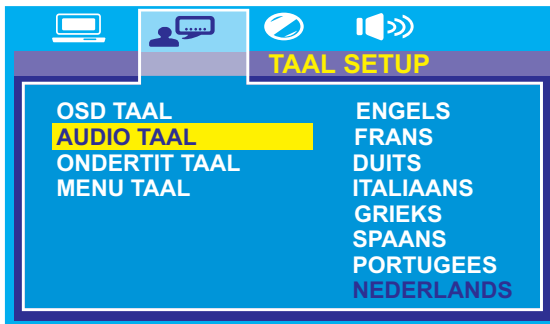 TAAL SETUP
OSD TAAL
AUDIO TAAL
ONDERTIT TAAL
MENU TAAL
ENGELS
FRANS
DUITS
ITALIAANS
GRIEKS
SPAANS
PORTUGEES
NEDERLANDS